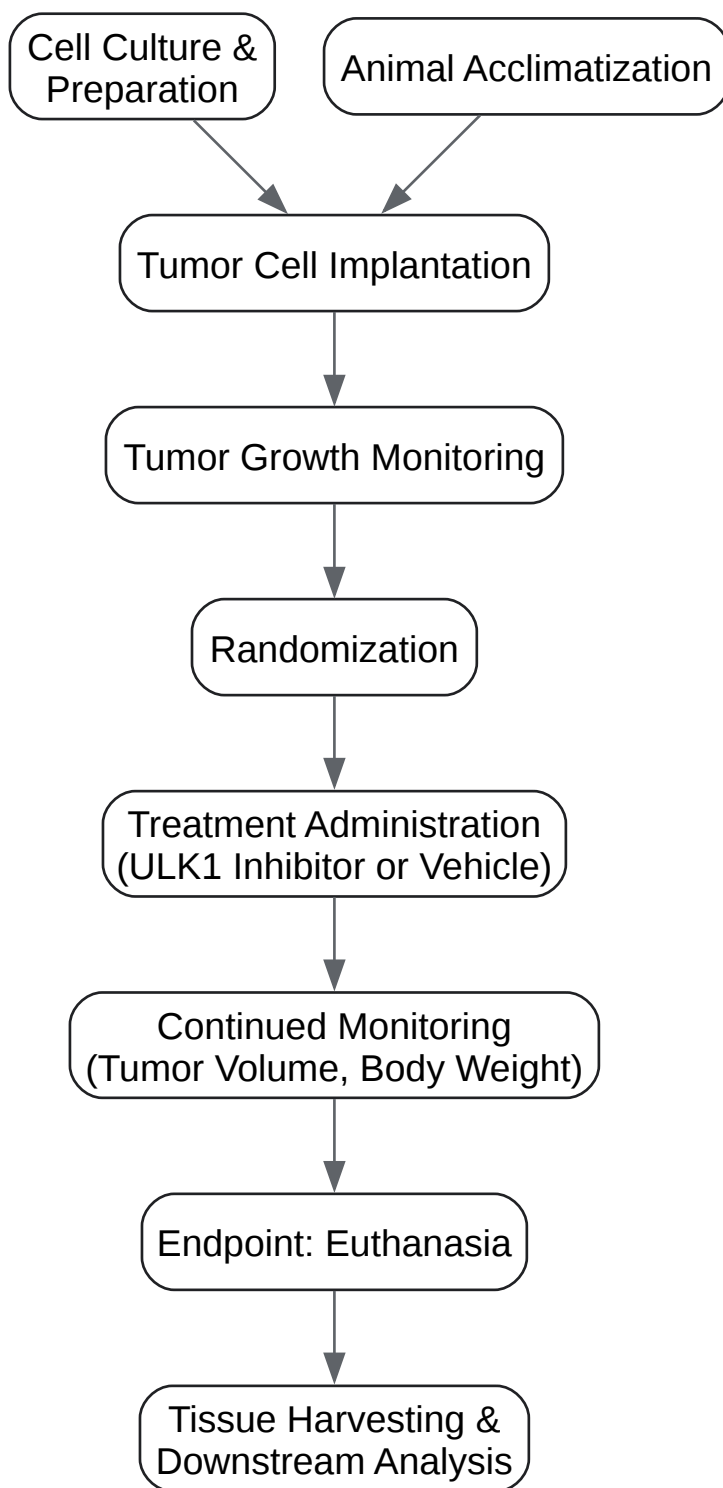 Cell Culture &
Preparation
Animal Acclimatization
Tumor Cell Implantation
Tumor Growth Monitoring
Randomization
Treatment Administration
(ULK1 Inhibitor or Vehicle)
Continued Monitoring
(Tumor Volume, Body Weight)
Endpoint: Euthanasia
Tissue Harvesting &
Downstream Analysis